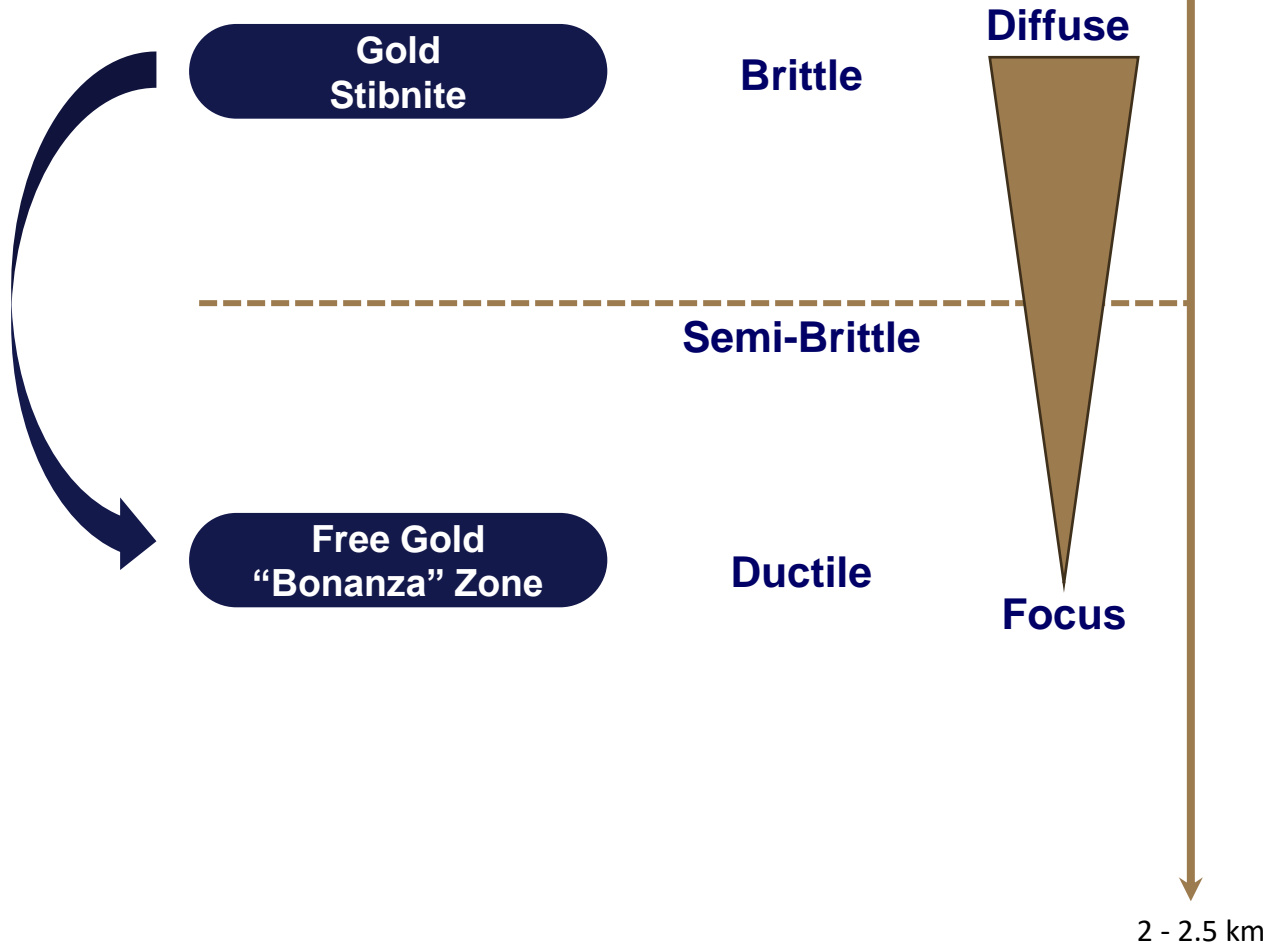 Diffuse
Gold
Stibnite
Brittle
Semi-Brittle
Free Gold
“Bonanza” Zone
Ductile
Focus
2 - 2.5 km